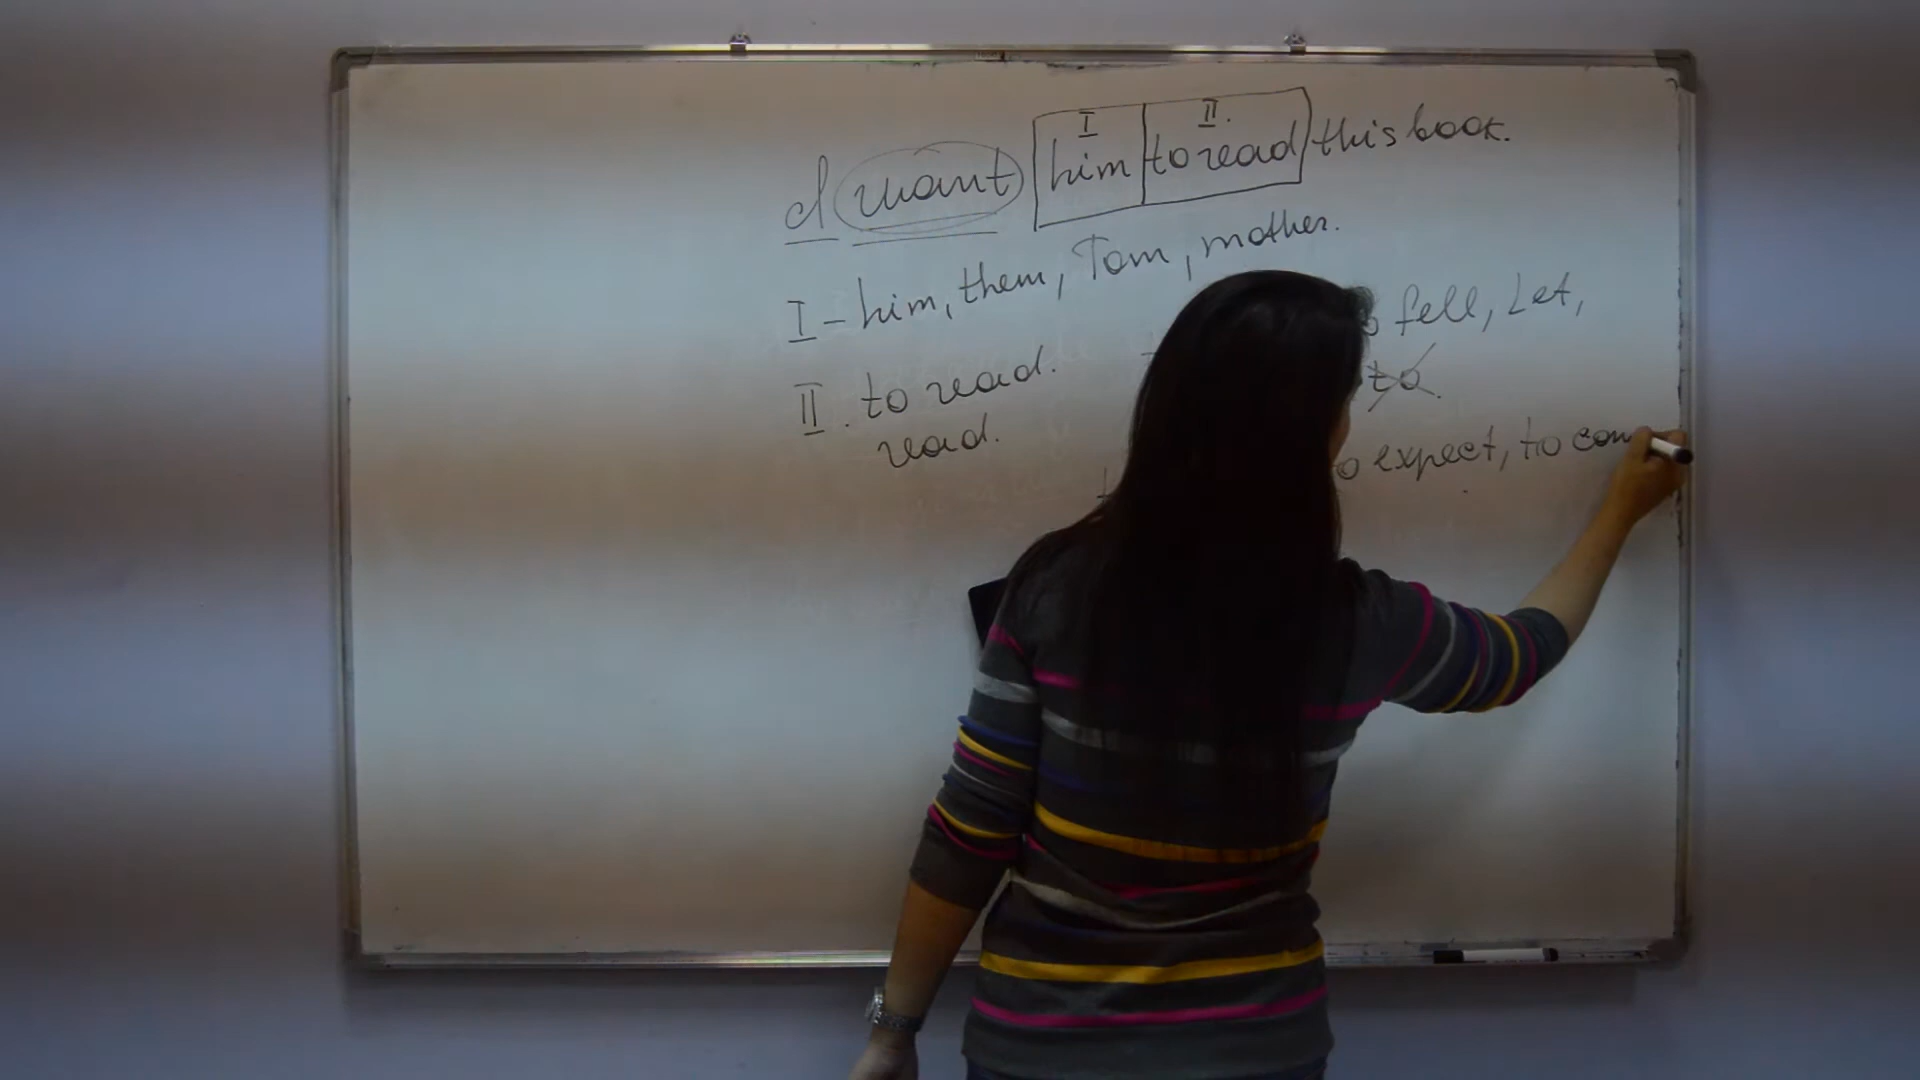 I II.
I want him to read this book.
I - him, them, Tom, mother.
fell, Let,
II. to read. to
read.
expect, to com